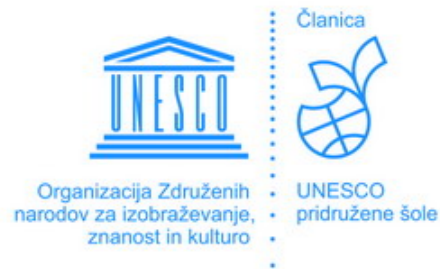 UNESCO
Organizacija Združenih
narodov za izobraževanje,
znanost in kulturo
Članica
UNESCO
pridružene šole